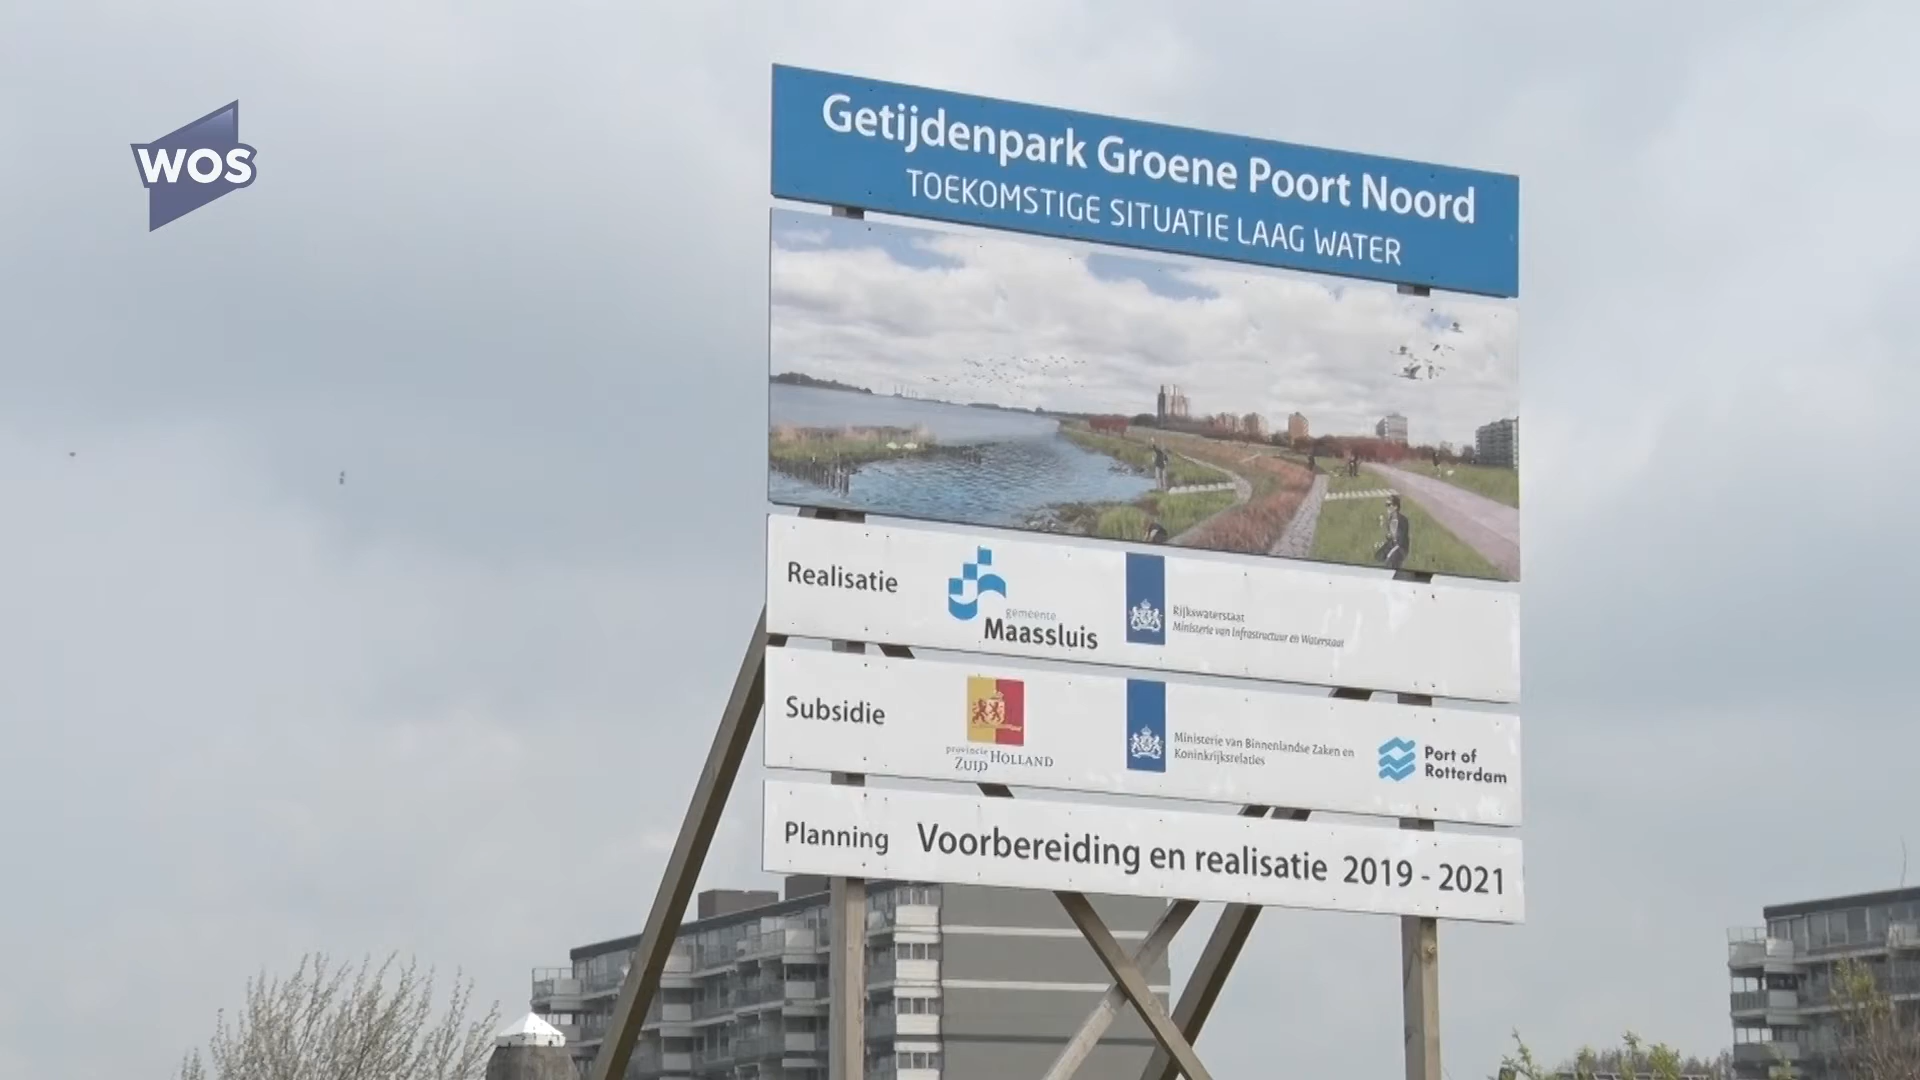 WOS
Getijdenpark Groene Poort Noord
TOEKOMSTIGE SITUATIE LAAG WATER
Realisatie
gemeente
Maassluis
Rijkswaterstaat
Ministerie van Infrastructuur en Waterstaat
Subsidie
provincie
ZUID HOLLAND
Ministerie van Binnenlandse Zaken en
Koninkrijksrelaties
Port of
Rotterdam
Planning Voorbereiding en realisatie 2019 - 2021